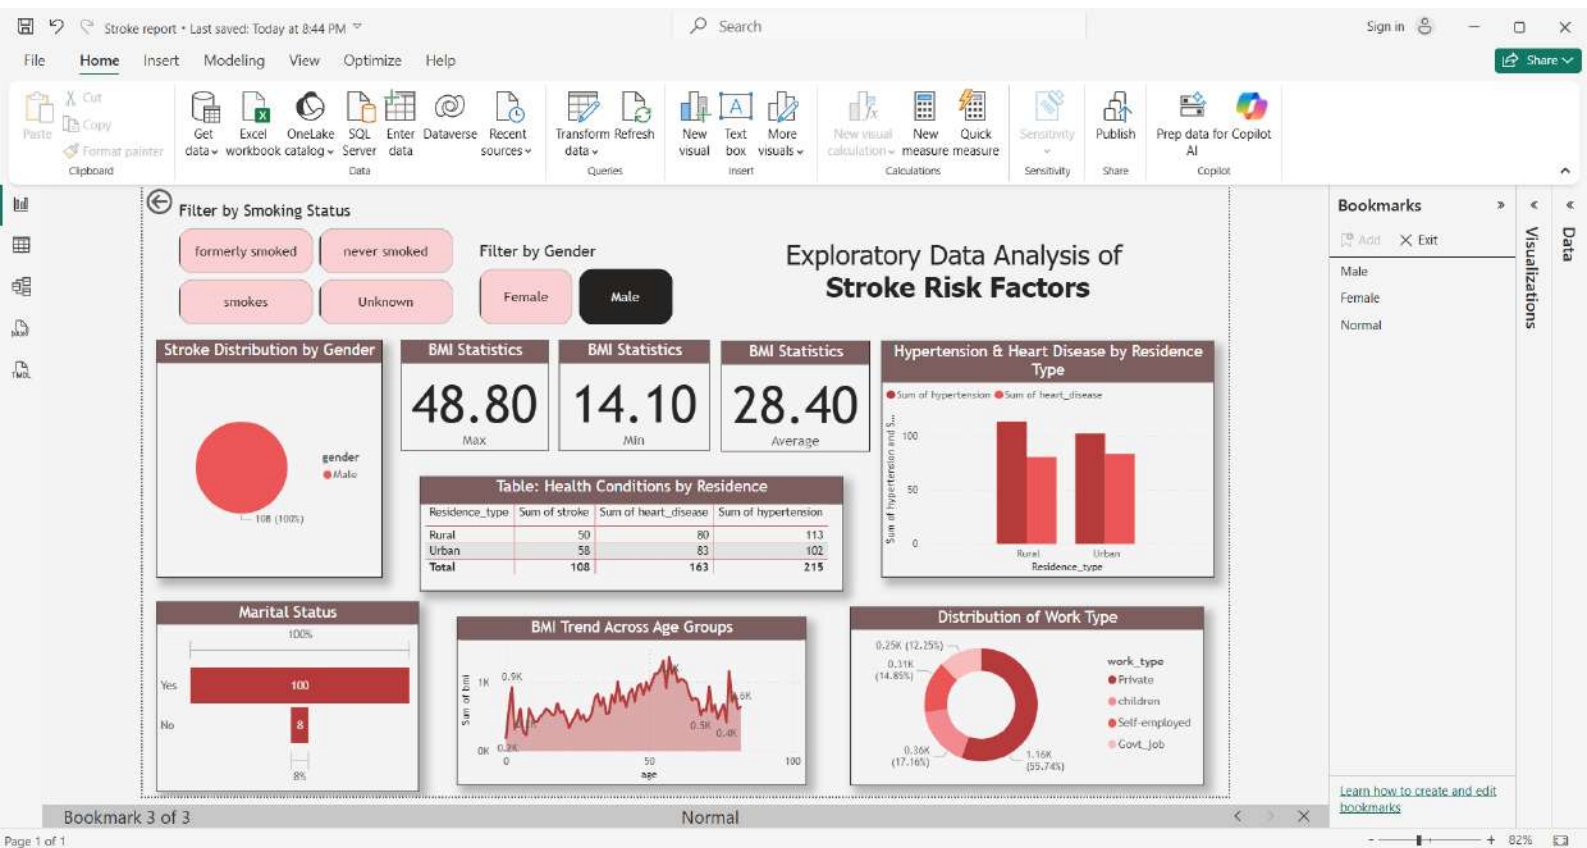 Stroke report • Last saved: Today at 8:44 PM
Search
Sign in
File Home Insert Modeling View Optimize Help
Share
Paste
Cut
Copy
Format painter
Clipboard
Get data
Excel workbook
OneLake catalog
SQL Server
Enter data
Dataverse
Recent sources
Data
Transform data
Refresh
Queries
New visual
Text box
More visuals
Insert
New visual calculation
New measure
Quick measure
Calculations
Sensitivity
Sensitivity
Publish
Share
Prep data for AI
Copilot
Copilot
Filter by Smoking Status
formerly smoked
never smoked
smokes
Unknown
Filter by Gender
Female
Male
Exploratory Data Analysis of
Stroke Risk Factors
Stroke Distribution by Gender
gender
Male
108 (100%)
BMI Statistics
48.80
Max
BMI Statistics
14.10
Min
BMI Statistics
28.40
Average
Hypertension & Heart Disease by Residence
Type
Sum of hypertension Sum of heart_disease
Sum of hypertension and S...
100
50
0
Rural Urban
Residence_type
Table: Health Conditions by Residence
Residence_type Sum of stroke Sum of heart_disease Sum of hypertension
Rural 50 80 113
Urban 58 83 102
Total 108 163 215
Marital Status
100%
Yes 100
No 8
8%
BMI Trend Across Age Groups
Sum of bmi
1K
0K
0.9K
0.2K
0.5K
0.4K
0 50 100
age
Distribution of Work Type
0.25K (12.25%)
0.31K
(14.85%)
0.36K
(17.16%)
1.16K
(55.74%)
work_type
Private
children
Self-employed
Govt_job
Bookmarks
Add Exit
Male
Female
Normal
Learn how to create and edit
bookmarks
Visualizations
Data
Bookmark 3 of 3
Normal
Page 1 of 1
82%